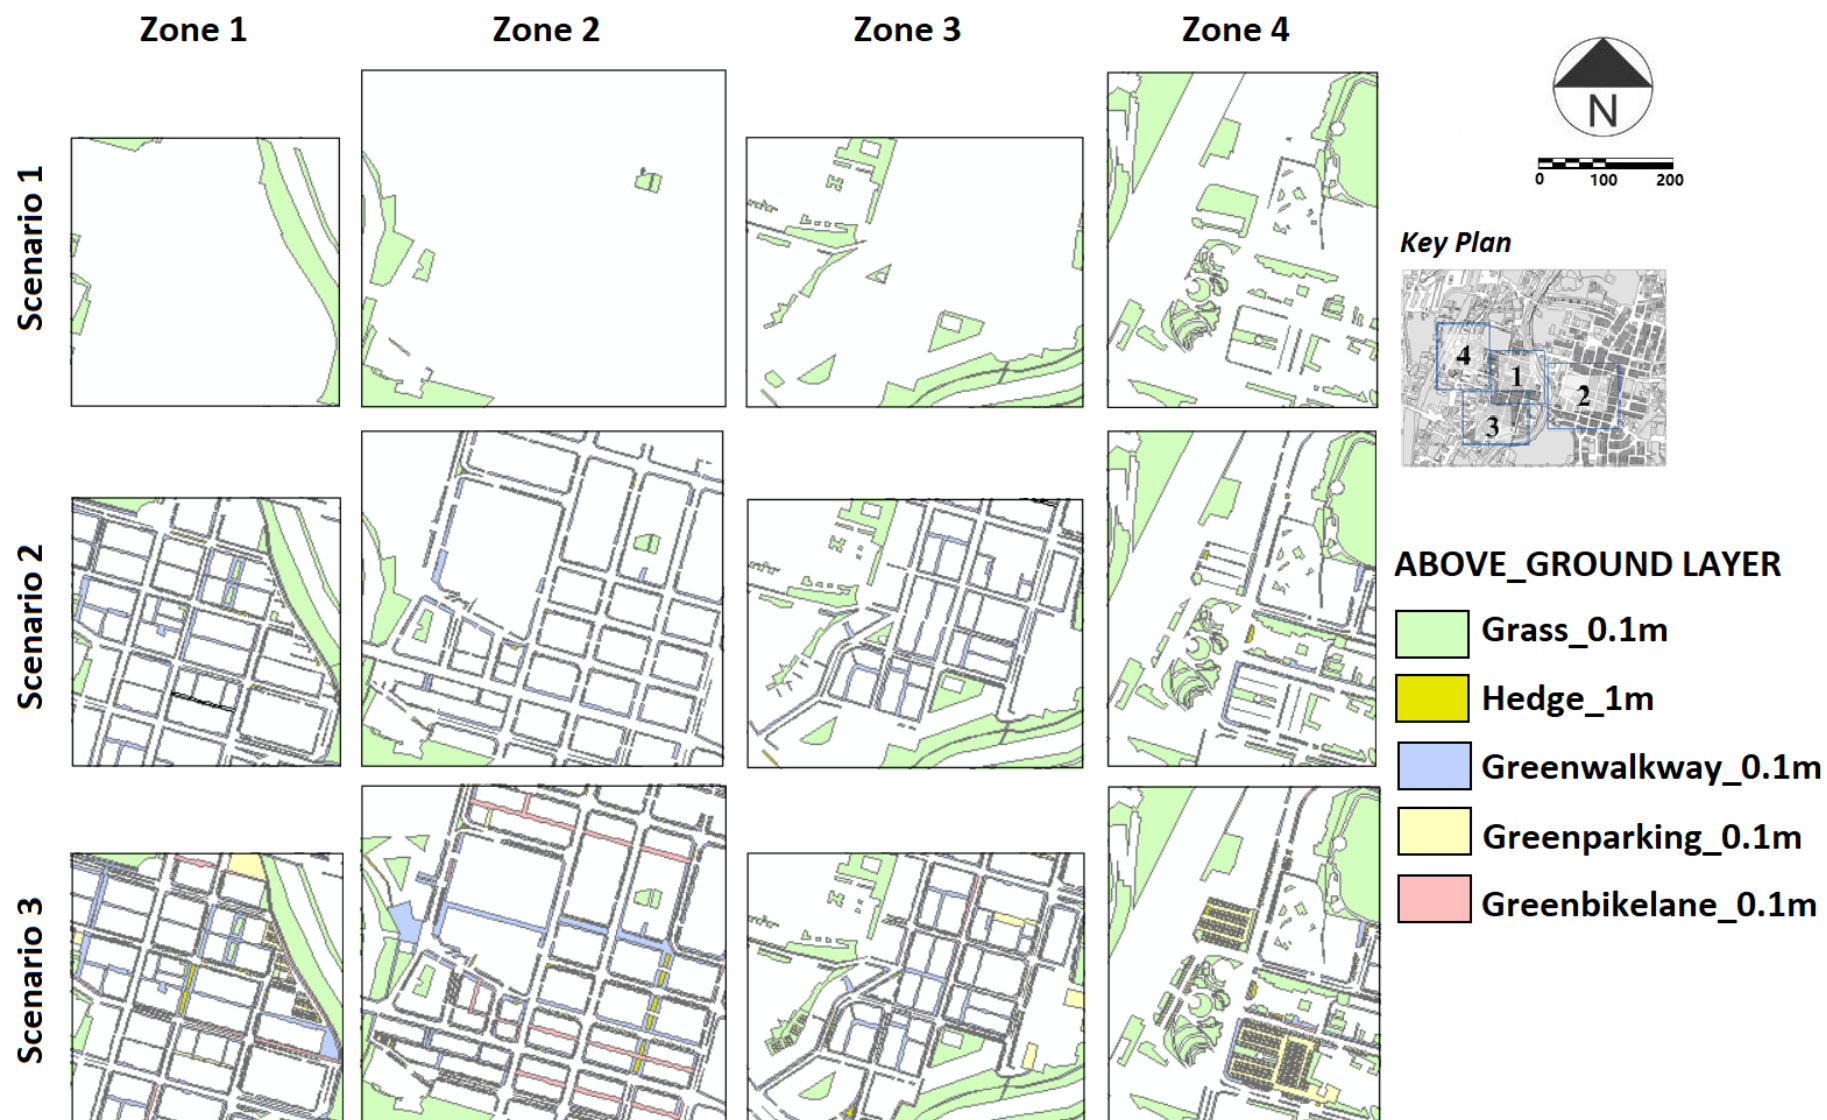 Zone 1 Zone 2 Zone 3 Zone 4
Scenario 1
N
0 100 200
Key Plan
4
1
2
3
Scenario 2
ABOVE_GROUND LAYER
Grass_0.1m
Hedge_1m
Greenwalkway_0.1m
Greenparking_0.1m
Greenbikelane_0.1m
Scenario 3